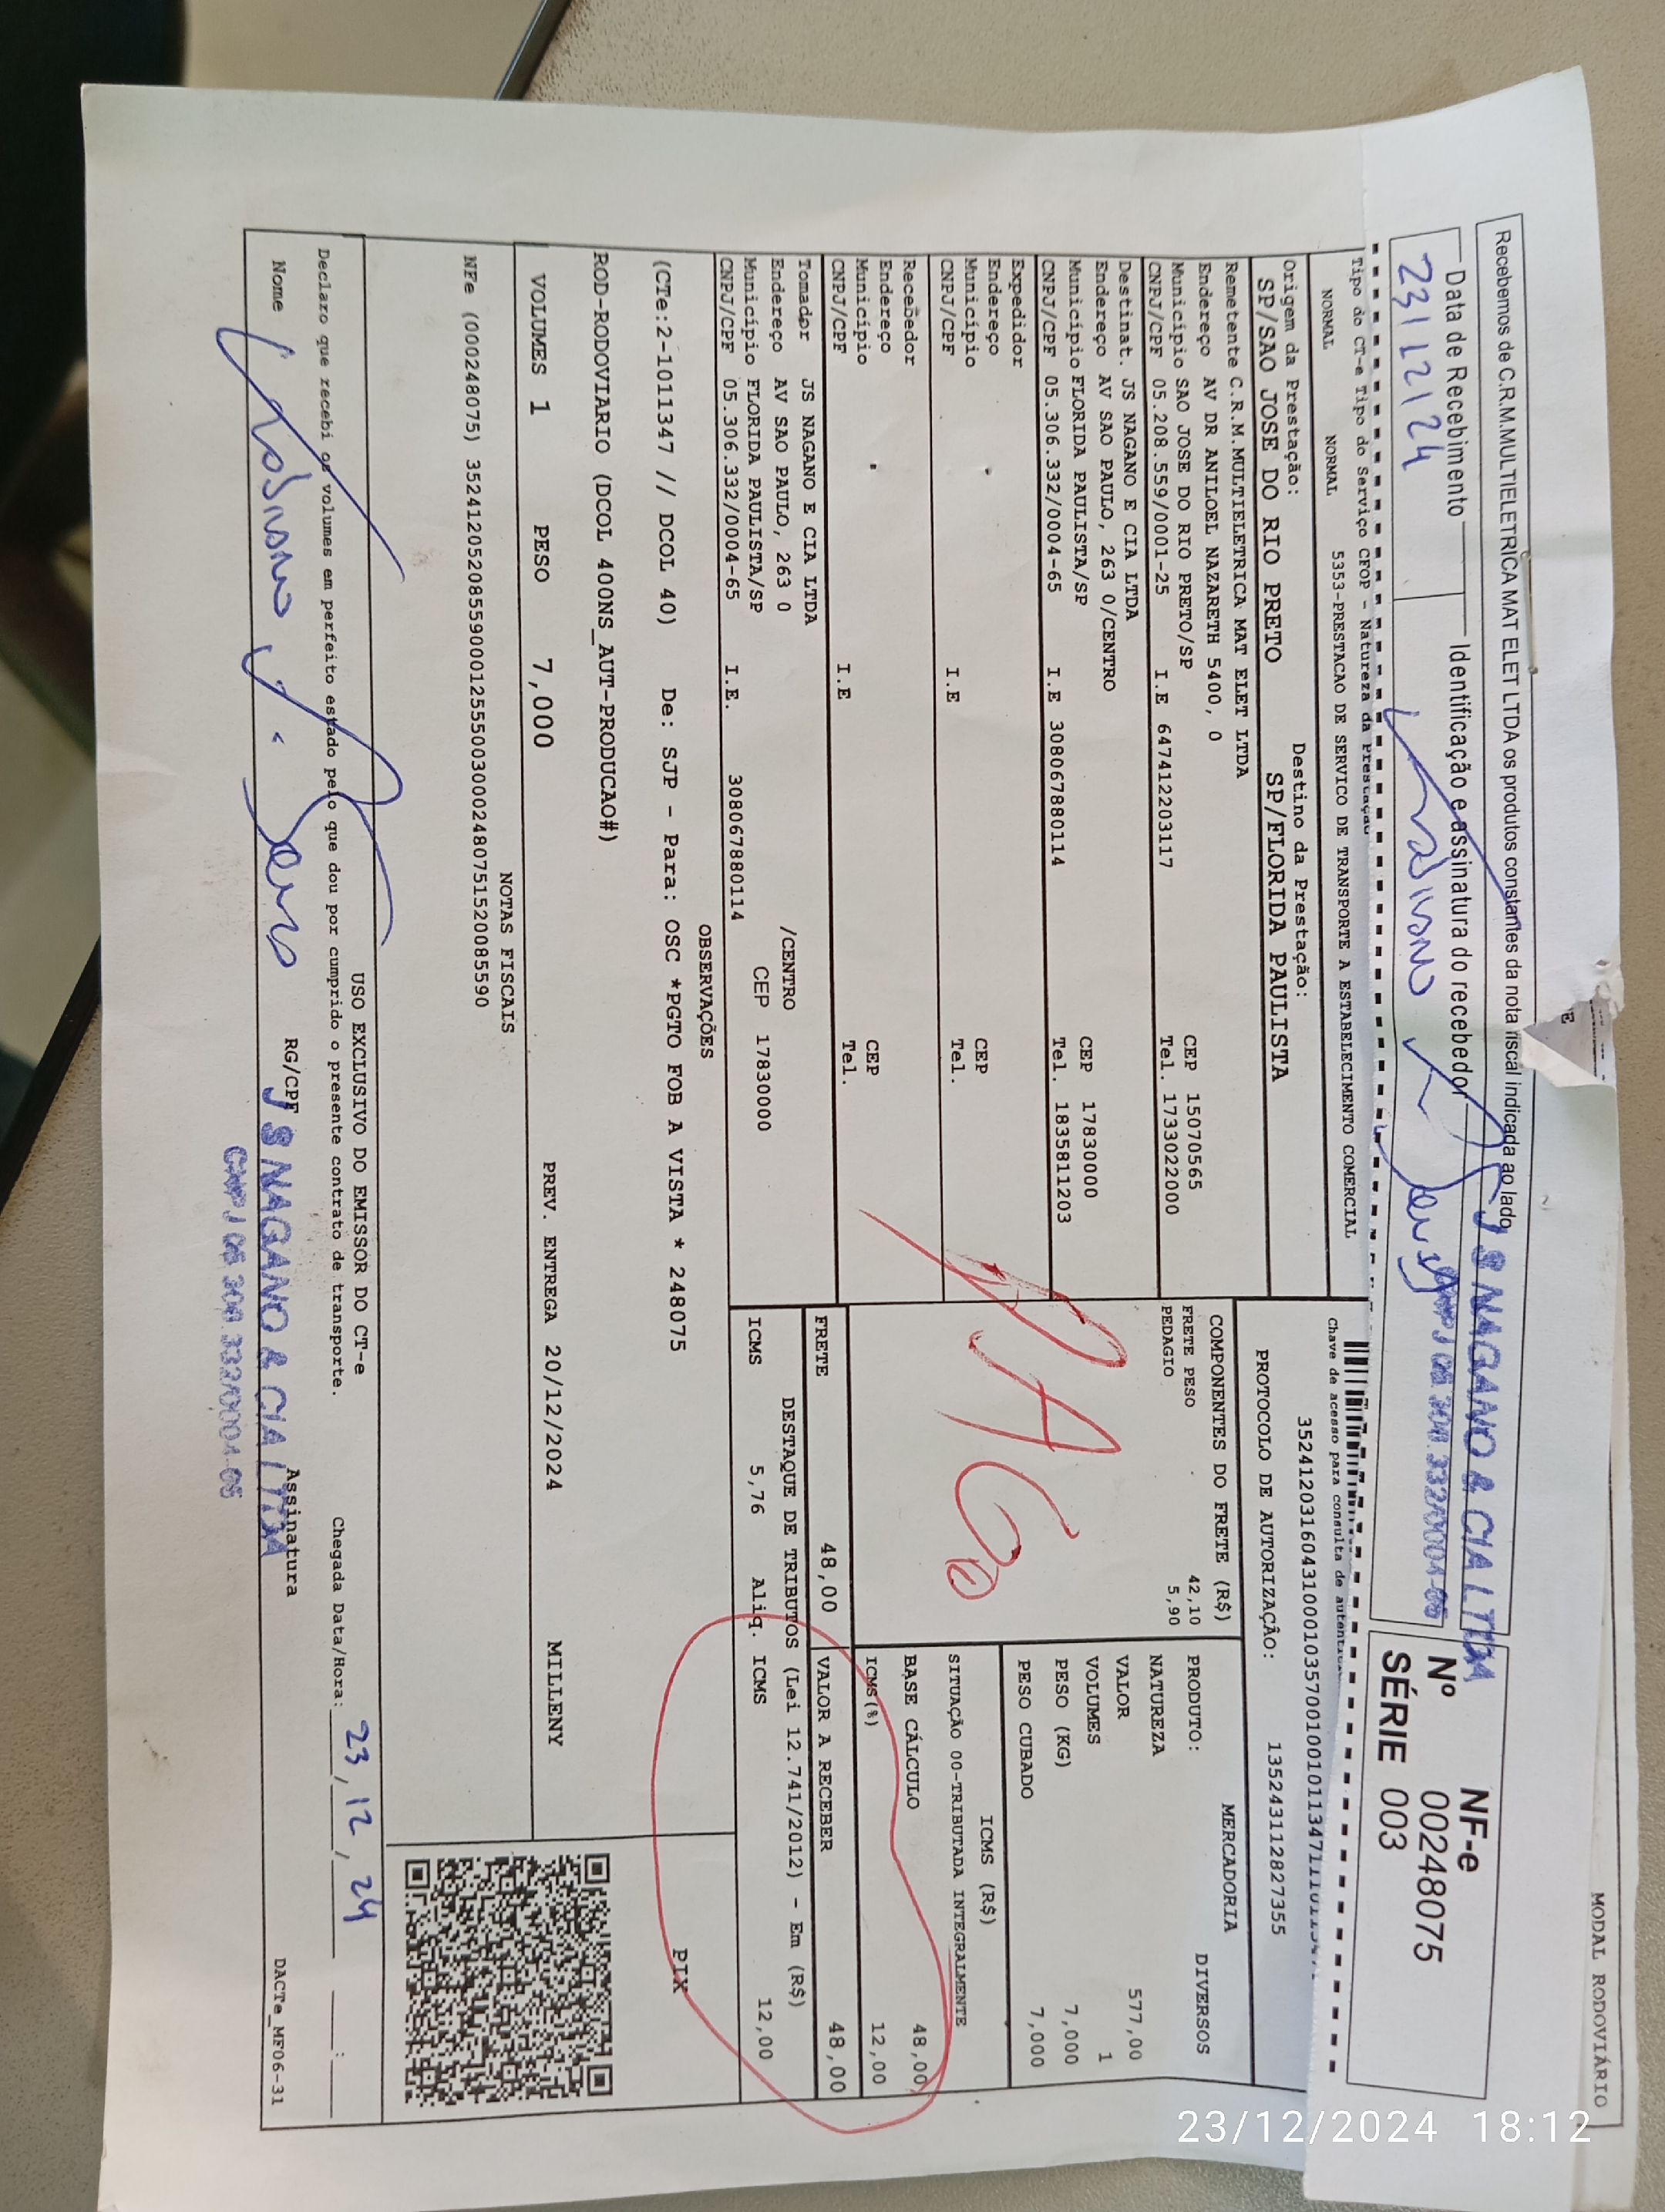 MODAL RODOVIÁRIO
Recebemos de C.R.M.MULTIELETRICA MAT ELET LTDA os produtos constantes da nota fiscal indicada ao lado
Data de Recebimento
23/12/24
Identificação e assinatura do recebedor
J S NAGANO & CIA LTDA
NF-e
Nº 00248075
SÉRIE 003
Tipo do CT-e Tipo do Serviço CFOP - Natureza da Prestação
NORMAL NORMAL 5353-PRESTACAO DE SERVICO DE TRANSPORTE A ESTABELECIMENTO COMERCIAL
Chave de acesso para consulta de
PROTOCOLO DE AUTORIZAÇÃO:
135243112827355
Origem da Prestação: Destino da Prestação:
SP/SAO JOSE DO RIO PRETO SP/FLORIDA PAULISTA
Remetente C.R.M.MULTIELETRICA MAT ELET LTDA
Endereço AV DR ANILOEL NAZARETH 5400, 0 CEP 15070565
Município SAO JOSE DO RIO PRETO/SP Tel. 1733022000
CNPJ/CPF 05.208.559/0001-25 I.E 647412203117
Destinat. JS NAGANO E CIA LTDA
Endereço AV SAO PAULO, 263 0/CENTRO CEP 17830000
Município FLORIDA PAULISTA/SP Tel. 1835811203
CNPJ/CPF 05.306.332/0004-65 I.E 308067880114
Expedidor
Endereço CEP
Município Tel.
CNPJ/CPF I.E
Recebedor
Endereço CEP
Município Tel.
CNPJ/CPF I.E
Tomador JS NAGANO E CIA LTDA
Endereço AV SAO PAULO, 263 0 /CENTRO
Município FLORIDA PAULISTA/SP CEP 17830000
CNPJ/CPF 05.306.332/0004-65 I.E. 308067880114
COMPONENTES DO FRETE (R$)
FRETE PESO 42,10
PEDAGIO 5,90
PAGO
MERCADORIA
PRODUTO: DIVERSOS
NATUREZA
VALOR 577,00
VOLUMES 1
PESO (KG) 7,000
PESO CUBADO 7,000
ICMS (R$)
SITUAÇÃO 00-TRIBUTADA INTEGRALMENTE
BASE CÁLCULO 48,00
ICMS(%) 12,00
FRETE 48,00 VALOR A RECEBER 48,00
DESTAQUE DE TRIBUTOS (Lei 12.741/2012) - Em (R$)
ICMS 5,76 Aliq. ICMS 12,00
OBSERVAÇÕES
(CTe:2-1011347 // DCOL 40) De: SJP - Para: OSC *PGTO FOB A VISTA * 248075
ROD-RODOVIARIO (DCOL 400NS_AUT-PRODUCAO#)
PIX
VOLUMES 1 PESO 7,000 PREV. ENTREGA 20/12/2024 MILLENY
NOTAS FISCAIS
NFe (000248075) 35241205208559000125550030002480751520085590
USO EXCLUSIVO DO EMISSOR DO CT-e
Declaro que recebi os volumes em perfeito estado pelo que dou por cumprido o presente contrato de transporte.
Chegada Data/Hora: 23/12/24
Nome RG/CPF Assinatura
J S NAGANO & CIA LTDA
DACTe_MF06-31
23/12/2024 18:12